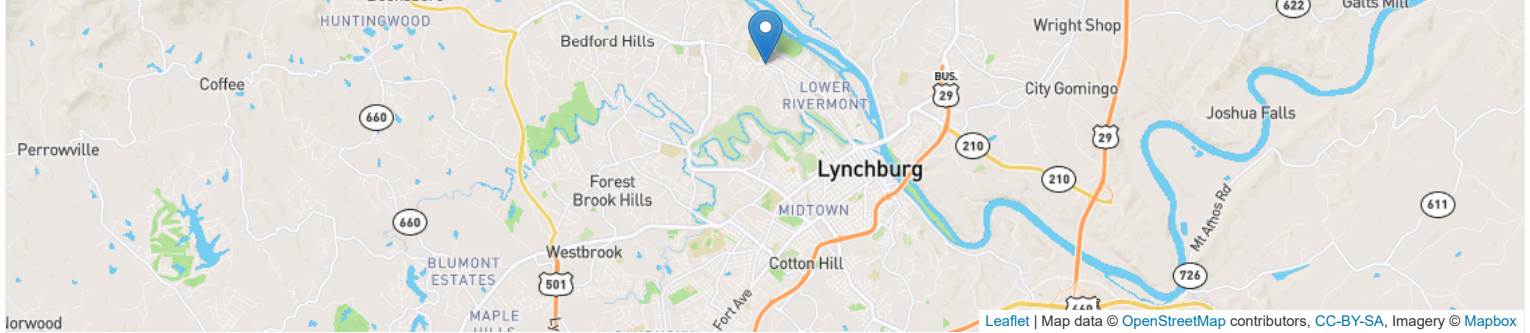 HUNTINGWOOD
Bedford Hills
Coffee
660
Perrowville
LOWER
RIVERMONT
BUS.
29
Wright Shop
City Gomingo
622
Galts Mill
Joshua Falls
29
210
210
Lynchburg
Forest
Brook Hills
MIDTOWN
660
Westbrook
BLUMONT
ESTATES
501
Cotton Hill
Mt Athos Rd
611
726
MAPLE
Fort Ave
Ly
lorwood
Leaflet | Map data © OpenStreetMap contributors, CC-BY-SA, Imagery © Mapbox